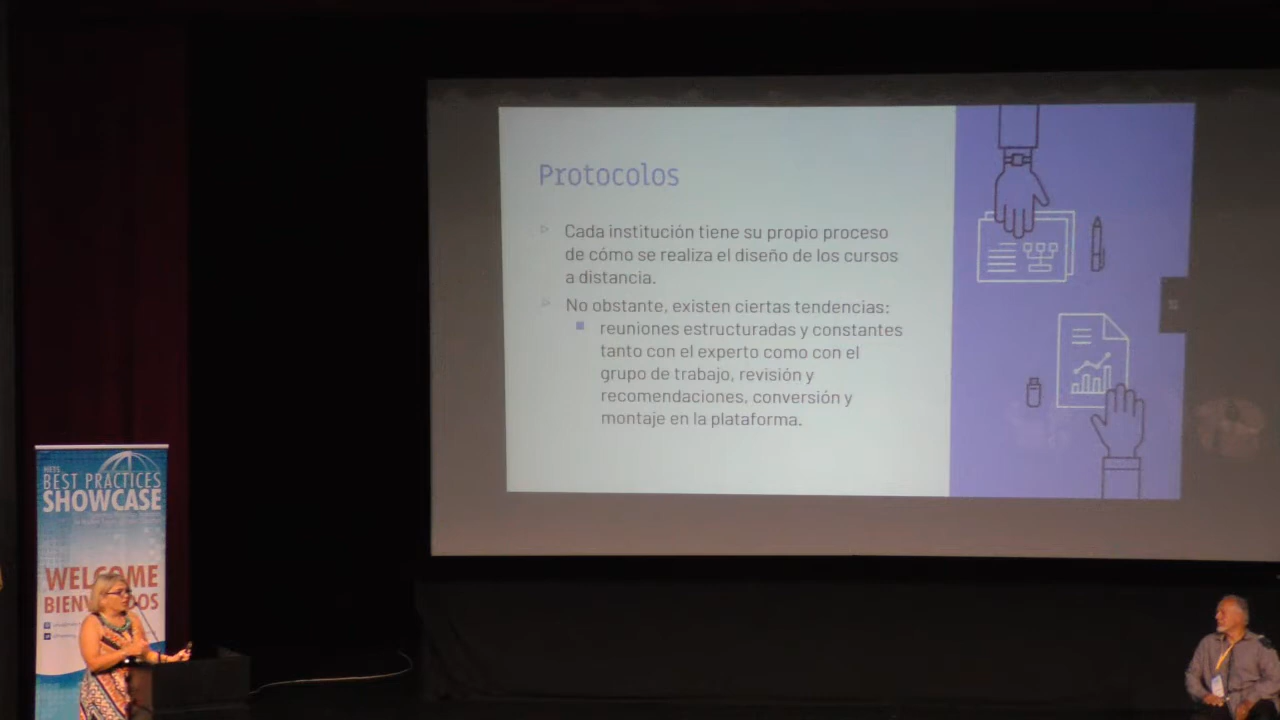 Protocolos
Cada institución tiene su propio proceso
de cómo se realiza el diseño de los cursos
a distancia.
No obstante, existen ciertas tendencias:
reuniones estructuradas y constantes
tanto con el experto como con el
grupo de trabajo, revisión y
recomendaciones, conversión y
montaje en la plataforma.
BEST PRACTICES
SHOWCASE
WELCOME